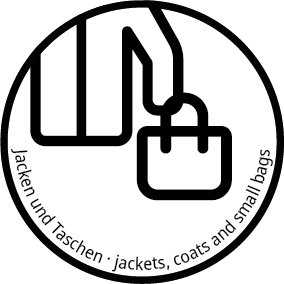 Jacken und Taschen · jackets, coats and small bags